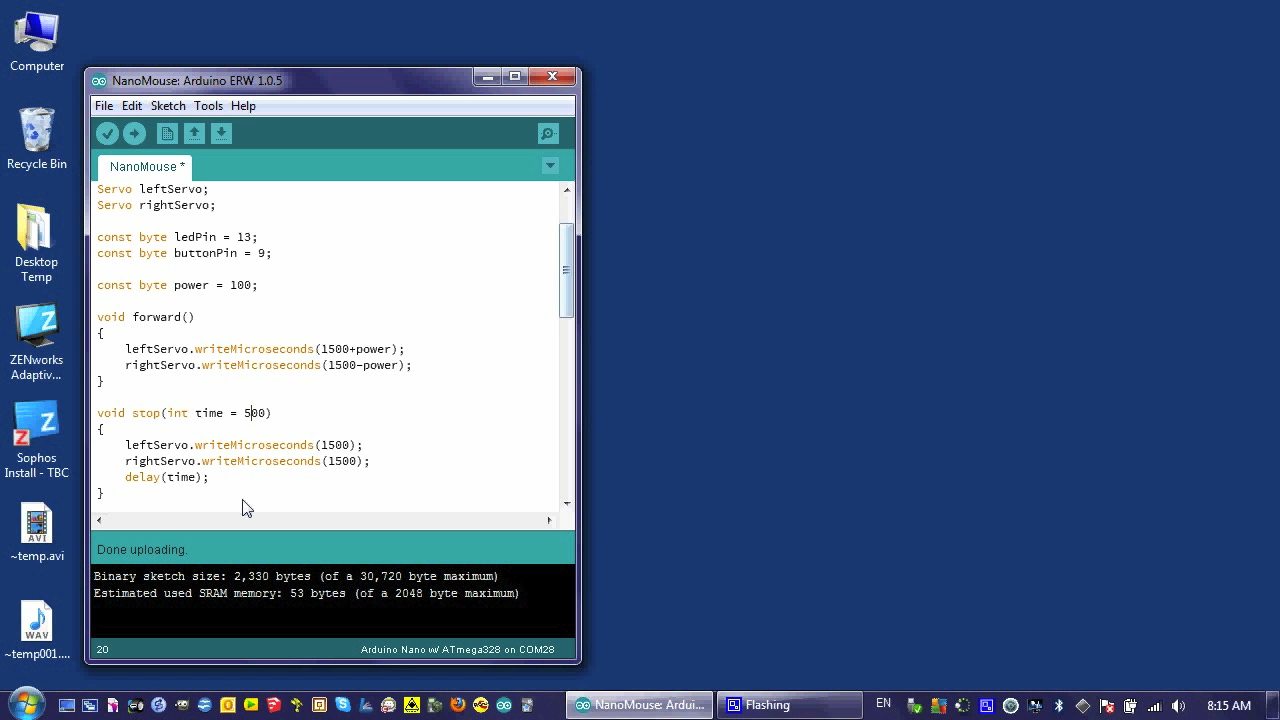 Computer
Recycle Bin
Desktop
Temp
ZENworks
Adaptiv...
Sophos
Install - TBC
AVI
~temp.avi
WAV
~temp001....
NanoMouse: Arduino ERW 1.0.5
File Edit Sketch Tools Help
NanoMouse *
Servo leftServo;
Servo rightServo;
const byte ledPin = 13;
const byte buttonPin = 9;
const byte power = 100;
void forward()
{
leftServo.writeMicroseconds(1500+power);
rightServo.writeMicroseconds(1500-power);
}
void stop(int time = 500)
{
leftServo.writeMicroseconds(1500);
rightServo.writeMicroseconds(1500);
delay(time);
}
Done uploading.
Binary sketch size: 2,330 bytes (of a 30,720 byte maximum)
Estimated used SRAM memory: 53 bytes (of a 2048 byte maximum)
20 Arduino Nano w/ ATmega328 on COM28
NanoMouse: Ardui... Flashing EN 8:15 AM